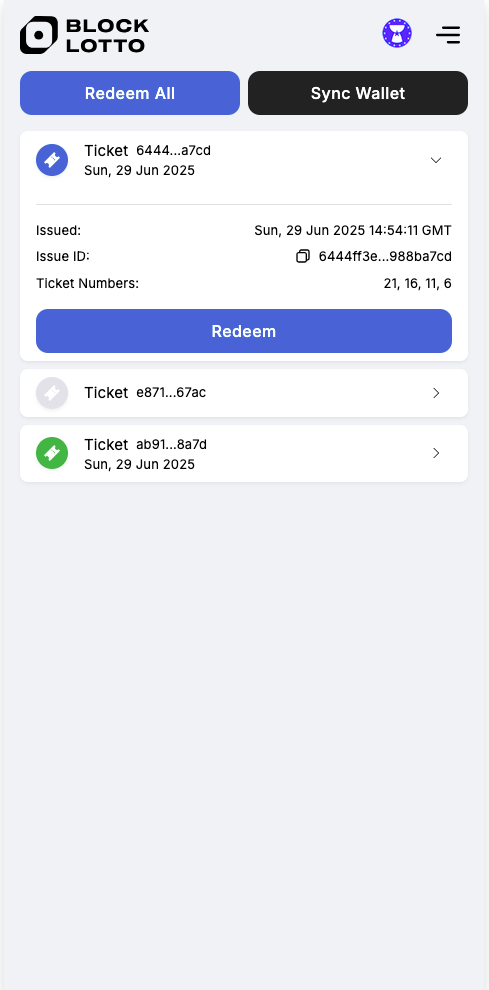 BLOCK
LOTTO
Redeem All
Sync Wallet
Ticket 6444...a7cd
Sun, 29 Jun 2025
Issued: Sun, 29 Jun 2025 14:54:11 GMT
Issue ID: 6444ff3e...988ba7cd
Ticket Numbers: 21, 16, 11, 6
Redeem
Ticket e871...67ac
Ticket ab91...8a7d
Sun, 29 Jun 2025